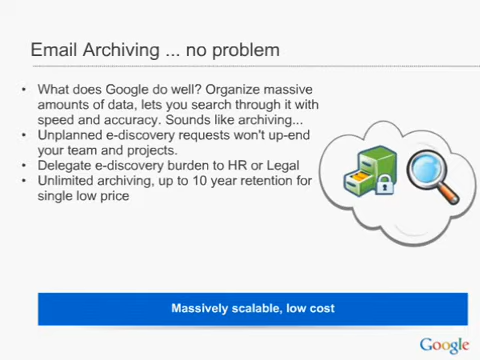 Email Archiving ... no problem
• What does Google do well? Organize massive
amounts of data, lets you search through it with
speed and accuracy. Sounds like archiving...
• Unplanned e-discovery requests won't up-end
your team and projects.
• Delegate e-discovery burden to HR or Legal
• Unlimited archiving, up to 10 year retention for
single low price
Massively scalable, low cost
Google